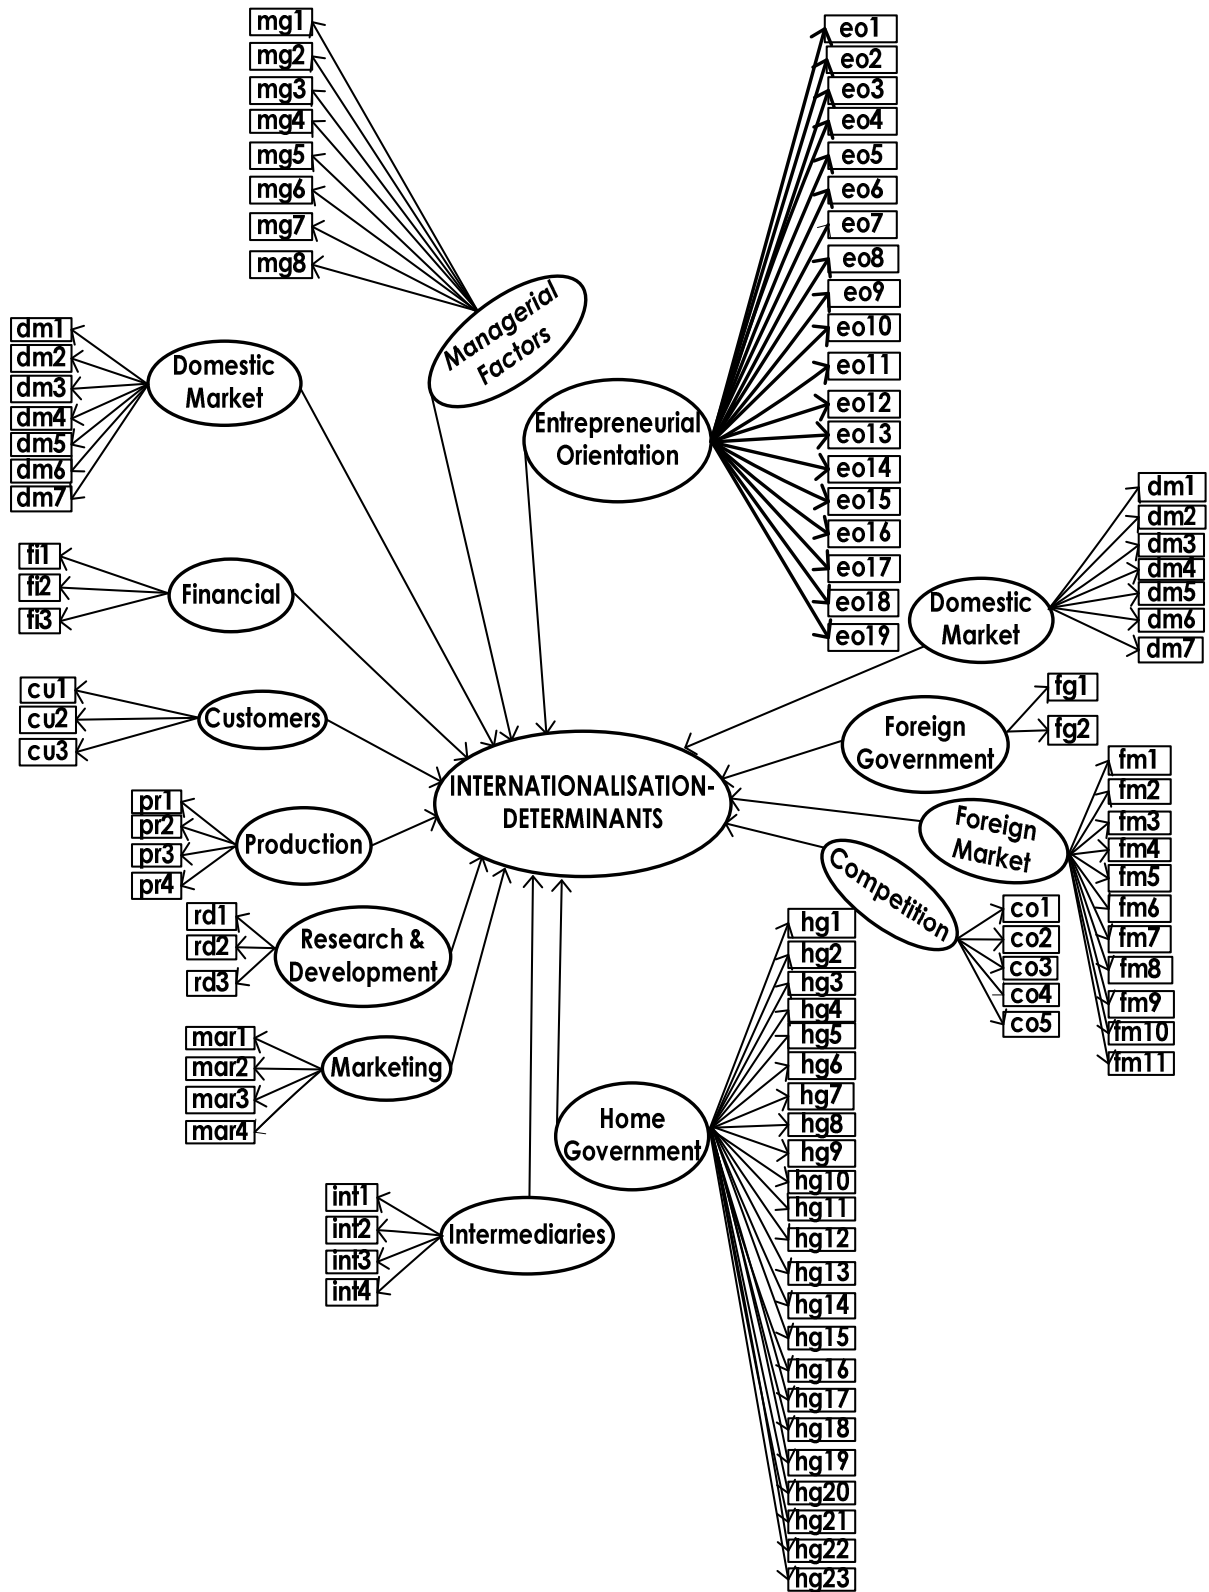 mg1
mg2
mg3
mg4
mg5
mg6
mg7
mg8
Managerial
Factors
eo1
eo2
eo3
eo4
eo5
eo6
eo7
eo8
eo9
eo10
eo11
eo12
eo13
eo14
eo15
eo16
eo17
eo18
eo19
Entrepreneurial
Orientation
dm1
dm2
dm3
dm4
dm5
dm6
dm7
Domestic
Market
fi1
fi2
fi3
Financial
cu1
cu2
cu3
Customers
pr1
pr2
pr3
pr4
Production
rd1
rd2
rd3
Research &
Development
mar1
mar2
mar3
mar4
Marketing
int1
int2
int3
int4
Intermediaries
INTERNATIONALISATION-
DETERMINANTS
Domestic
Market
dm1
dm2
dm3
dm4
dm5
dm6
dm7
Foreign
Government
fg1
fg2
Foreign
Market
fm1
fm2
fm3
fm4
fm5
fm6
fm7
fm8
fm9
fm10
fm11
Competition
co1
co2
co3
co4
co5
Home
Government
hg1
hg2
hg3
hg4
hg5
hg6
hg7
hg8
hg9
hg10
hg11
hg12
hg13
hg14
hg15
hg16
hg17
hg18
hg19
hg20
hg21
hg22
hg23